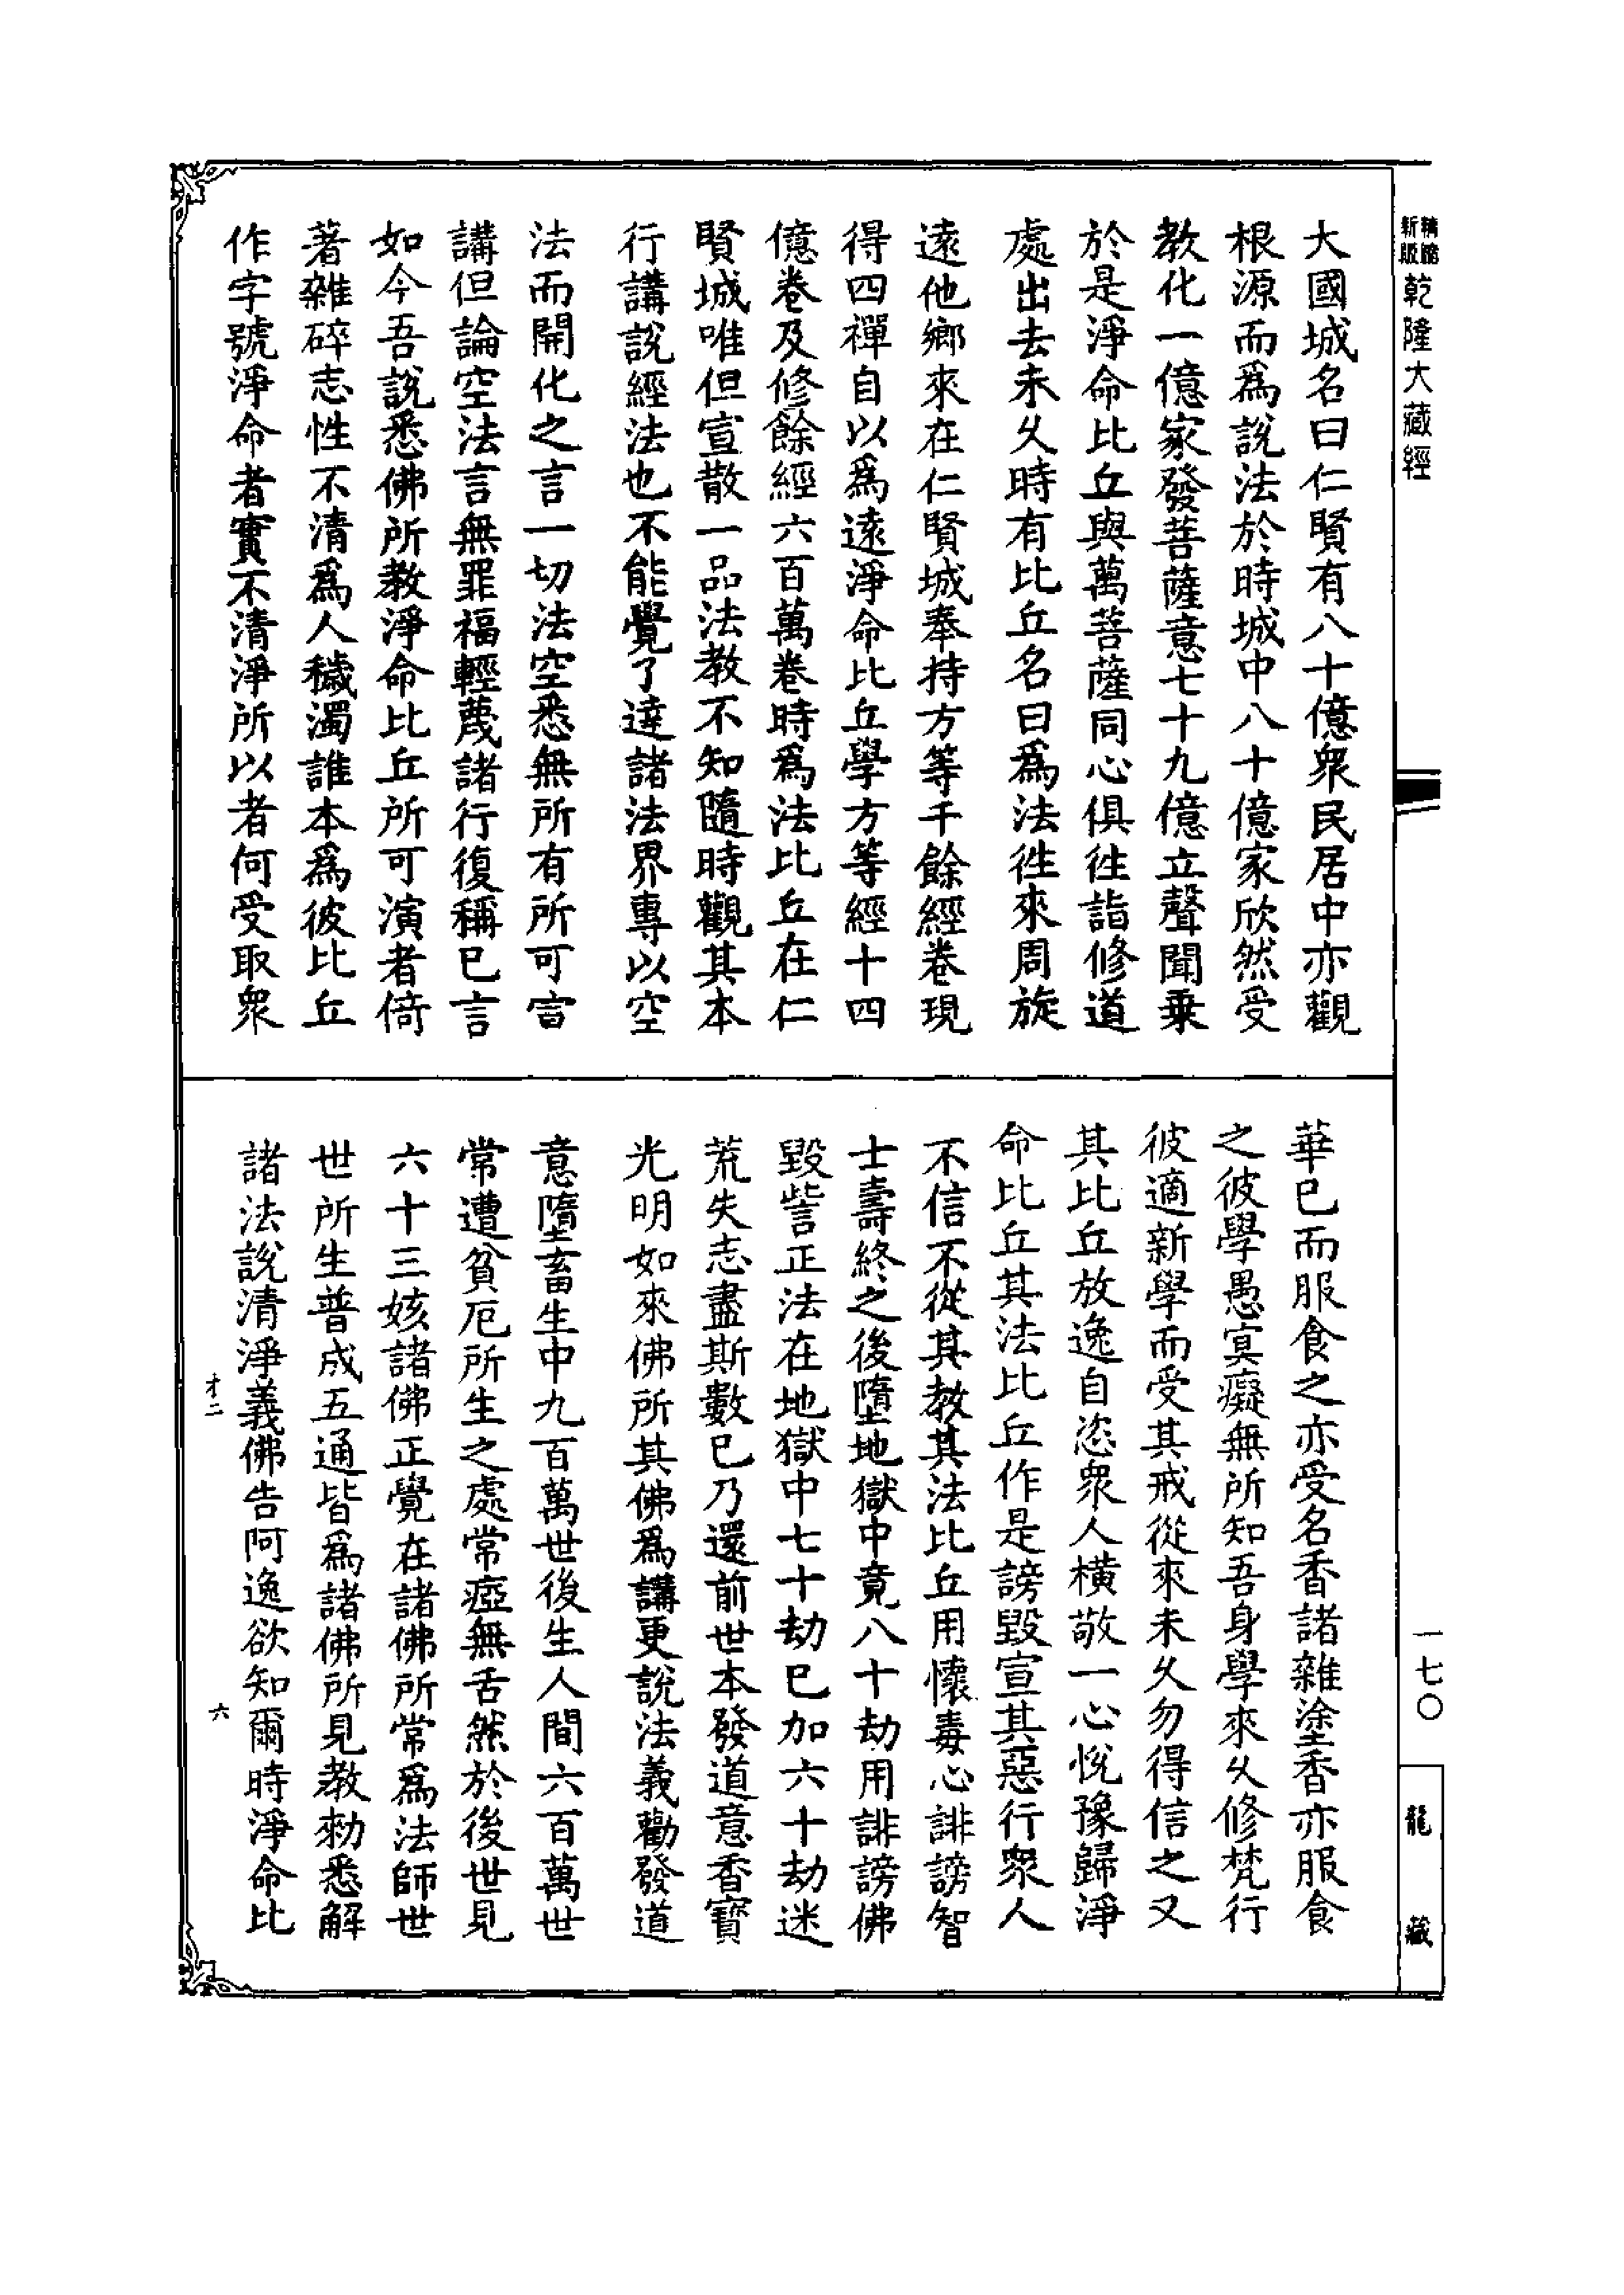 精縮
新版
乾隆大藏經
大國城名曰仁賢有八十億眾民居中亦觀
根源而爲說法於時城中八十億家欣然受
教化一億家發菩薩意七十九億立聲聞乗
於是淨命比丘與萬菩薩同心俱徃詣修道
處出去未久時有比丘名曰爲法徃來周旋
遠他鄉來在仁賢城奉持方等千餘經卷現
得四禪自以爲遠淨命比丘學方等經十四
億卷及修餘經六百萬卷時爲法比丘在仁
賢城唯但宣散一品法教不知隨時觀其本
行講說經法也不能覺了達諸法界專以空
法而開化之言一切法空悉無所有所可言
講但論空法言無罪福輕蔑諸行復稱已言
如今吾說悉佛所教淨命比丘所可演者倚
著雜碎志性不清爲人穢濁誰本爲彼比丘
作字號淨命者實不清淨所以者何受取眾
華已而服食之亦受名香諸雜塗香亦服食
之彼學愚冥癡無所知吾身學來久修梵行
彼適新學而受其戒從來未久勿得信之又
其比丘放逸自恣眾人橫敬一心悅豫歸淨
命比丘其法比丘作是謗毀宣其惡行眾人
不信不從其教其法比丘用懷毒心誹謗智
士壽終之後墮地獄中竟八十劫用誹謗佛
毀訾正法在地獄中七十劫已加六十劫迷
荒失志盡斯數已乃還前世本發道意香寶
光明如來佛所其佛爲講更說法義勸發道
意墮畜生中九百萬世後生人間六百萬世
常遭貧厄所生之處常瘂無舌然於後世見
六十三姟諸佛正覺在諸佛所常爲法師世
世所生普成五通皆爲諸佛所見教勑悉解
諸法說清淨義佛告阿逸欲知爾時淨命比
才二
六
一七〇
龍藏